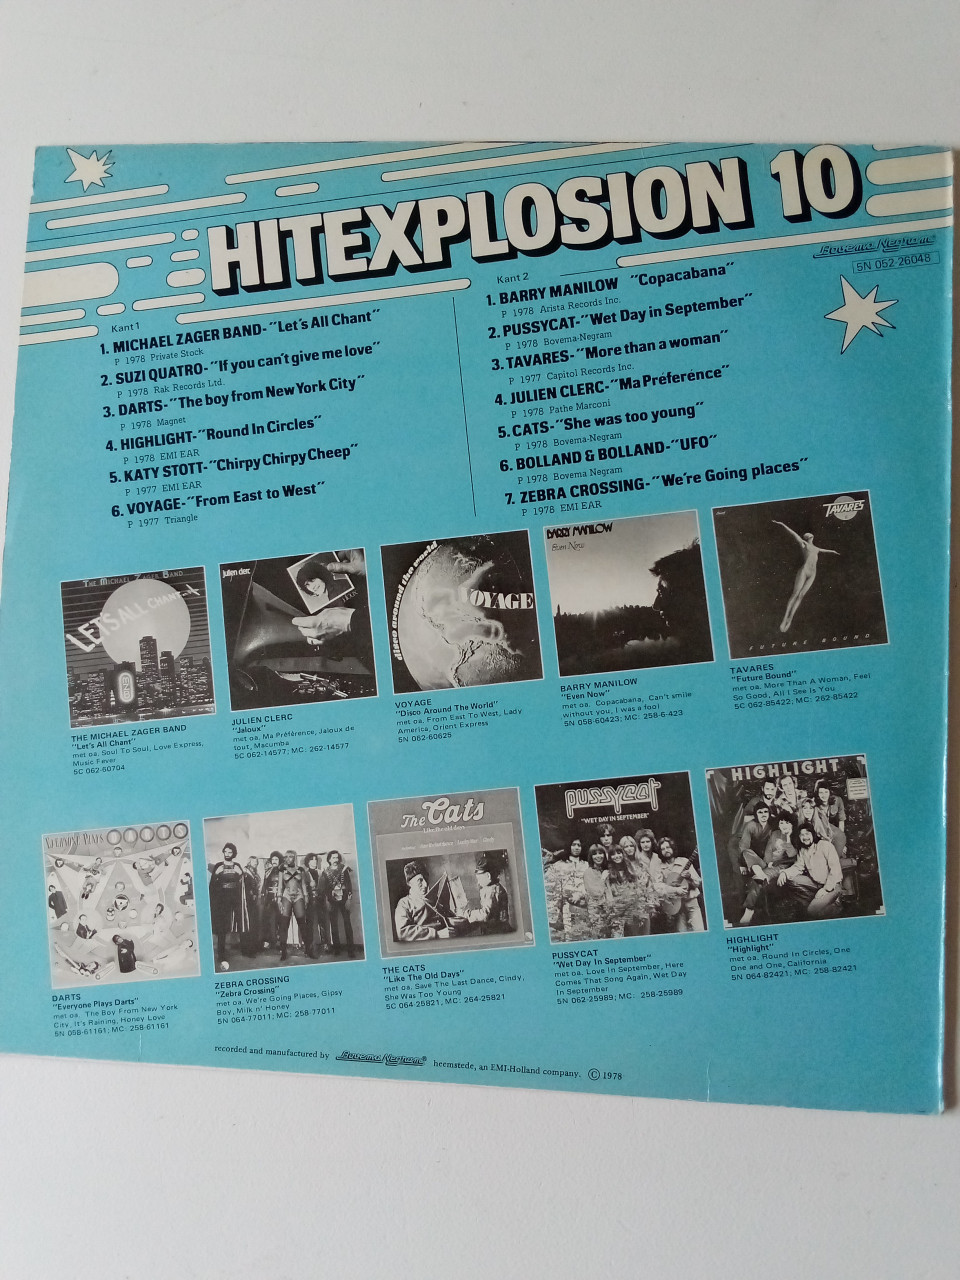 HITEXPLOSION 10
Bovema Negram
5N 052-26048
Kant 1
1. MICHAEL ZAGER BAND-"Let's All Chant"
P 1978 Private Stock
2. SUZI QUATRO-"If you can't give me love"
P 1978 Rak Records Ltd.
3. DARTS-"The boy from New York City"
P 1978 Magnet
4. HIGHLIGHT-"Round In Circles"
P 1978 EMI EAR
5. KATY STOTT-"Chirpy Chirpy Cheep"
P 1977 EMI EAR
6. VOYAGE-"From East to West"
P 1977 Triangle
Kant 2
1. BARRY MANILOW "Copacabana"
P 1978 Arista Records Inc.
2. PUSSYCAT-"Wet Day in September"
P 1978 Bovema-Negram
3. TAVARES-"More than a woman"
P 1977 Capitol Records Inc.
4. JULIEN CLERC-"Ma Préférence"
P 1978 Pathe Marconi
5. CATS-"She was too young"
P 1978 Bovema-Negram
6. BOLLAND & BOLLAND-"UFO"
P 1978 Bovema Negram
7. ZEBRA CROSSING-"We're Going places"
P 1978 EMI EAR
THE MICHAEL ZAGER BAND
LET'S ALL CHANT
julien clerc
disco around the world
VOYAGE
BARRY MANILOW
Even Now
TAVARES
FUTURE BOUND
THE MICHAEL ZAGER BAND
"Let's All Chant"
met oa. Soul To Soul, Love Express,
Music Fever
5C 062-60704
JULIEN CLERC
"Jaloux"
met oa. Ma Préférence, Jaloux de
tout, Macumba
5C 062-14577; MC: 262-14577
VOYAGE
"Disco Around The World"
met oa. From East To West, Lady
America, Orient Express
5N 062-60625
BARRY MANILOW
"Even Now"
met oa. Copacabana, Can't smile
without you, I was a fool
5N 058-60423; MC: 258-6-423
TAVARES
"Future Bound"
met oa. More Than A Woman, Feel
So Good, All I See Is You
5C 062-85422; MC: 262-85422
EVERYONE PLAYS DARTS
The Cats
Like the old days
PUSSYCAT
"WET DAY IN SEPTEMBER"
HIGHLIGHT
DARTS
"Everyone Plays Darts"
met oa. The Boy From New York
City, It's Raining, Honey Love
5N 058-61161; MC: 258-61161
ZEBRA CROSSING
"Zebra Crossing"
met oa. We're Going Places, Gipsy
Boy, Milk n' Honey
5N 064-77011; MC: 258-77011
THE CATS
"Like The Old Days"
met oa. Save The Last Dance, Cindy,
She Was Too Young
5C 064-25821, MC: 264-25821
PUSSYCAT
"Wet Day In September"
met oa. Love In September, Here
Comes That Song Again, Wet Day
In September
5N 062-25989; MC: 258-25989
HIGHLIGHT
"Highlight"
met oa. Round In Circles, One
One and One, California
5N 064-82421; MC: 258-82421
recorded and manufactured by Bovema Negram® heemstede, an EMI-Holland company. © 1978